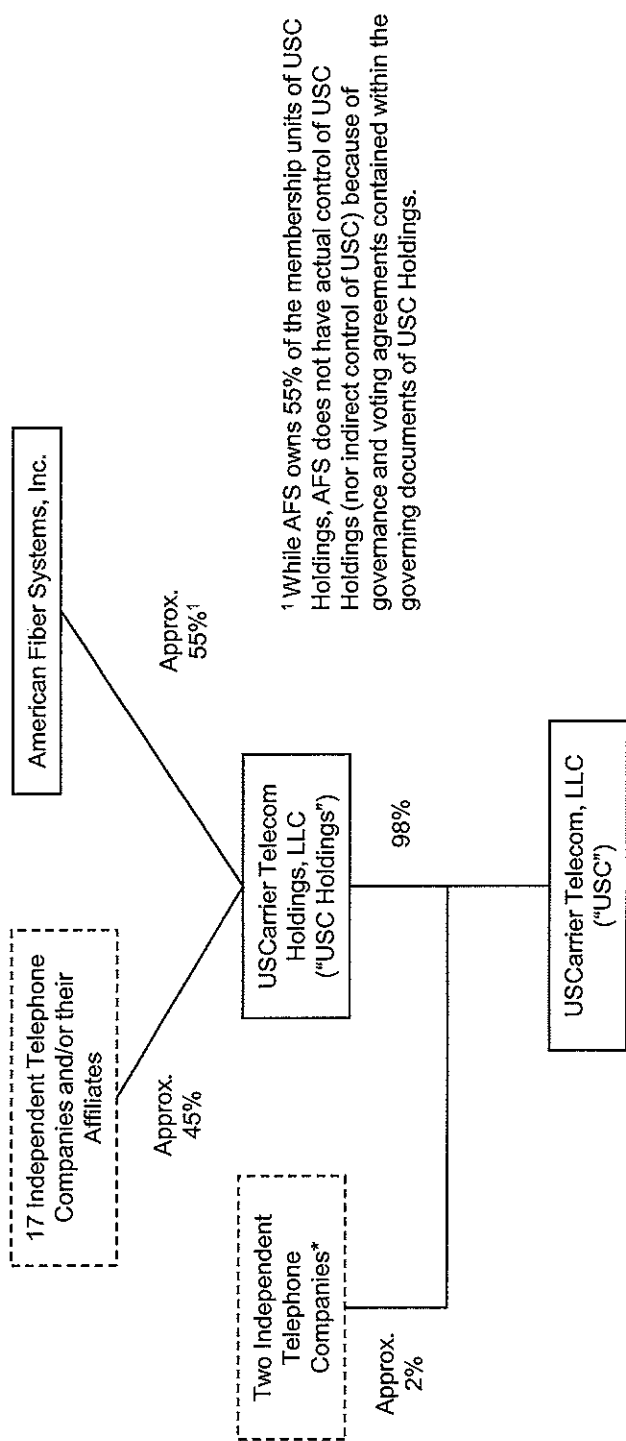 17 Independent Telephone
Companies and/or their
Affiliates
American Fiber Systems, Inc.
Approx.
45%
Approx.
55%¹
Two Independent
Telephone
Companies*
USCarrier Telecom
Holdings, LLC
("USC Holdings")
Approx.
2%
98%
USCarrier Telecom, LLC
("USC")
¹ While AFS owns 55% of the membership units of USC
Holdings, AFS does not have actual control of USC
Holdings (nor indirect control of USC) because of
governance and voting agreements contained within the
governing documents of USC Holdings.